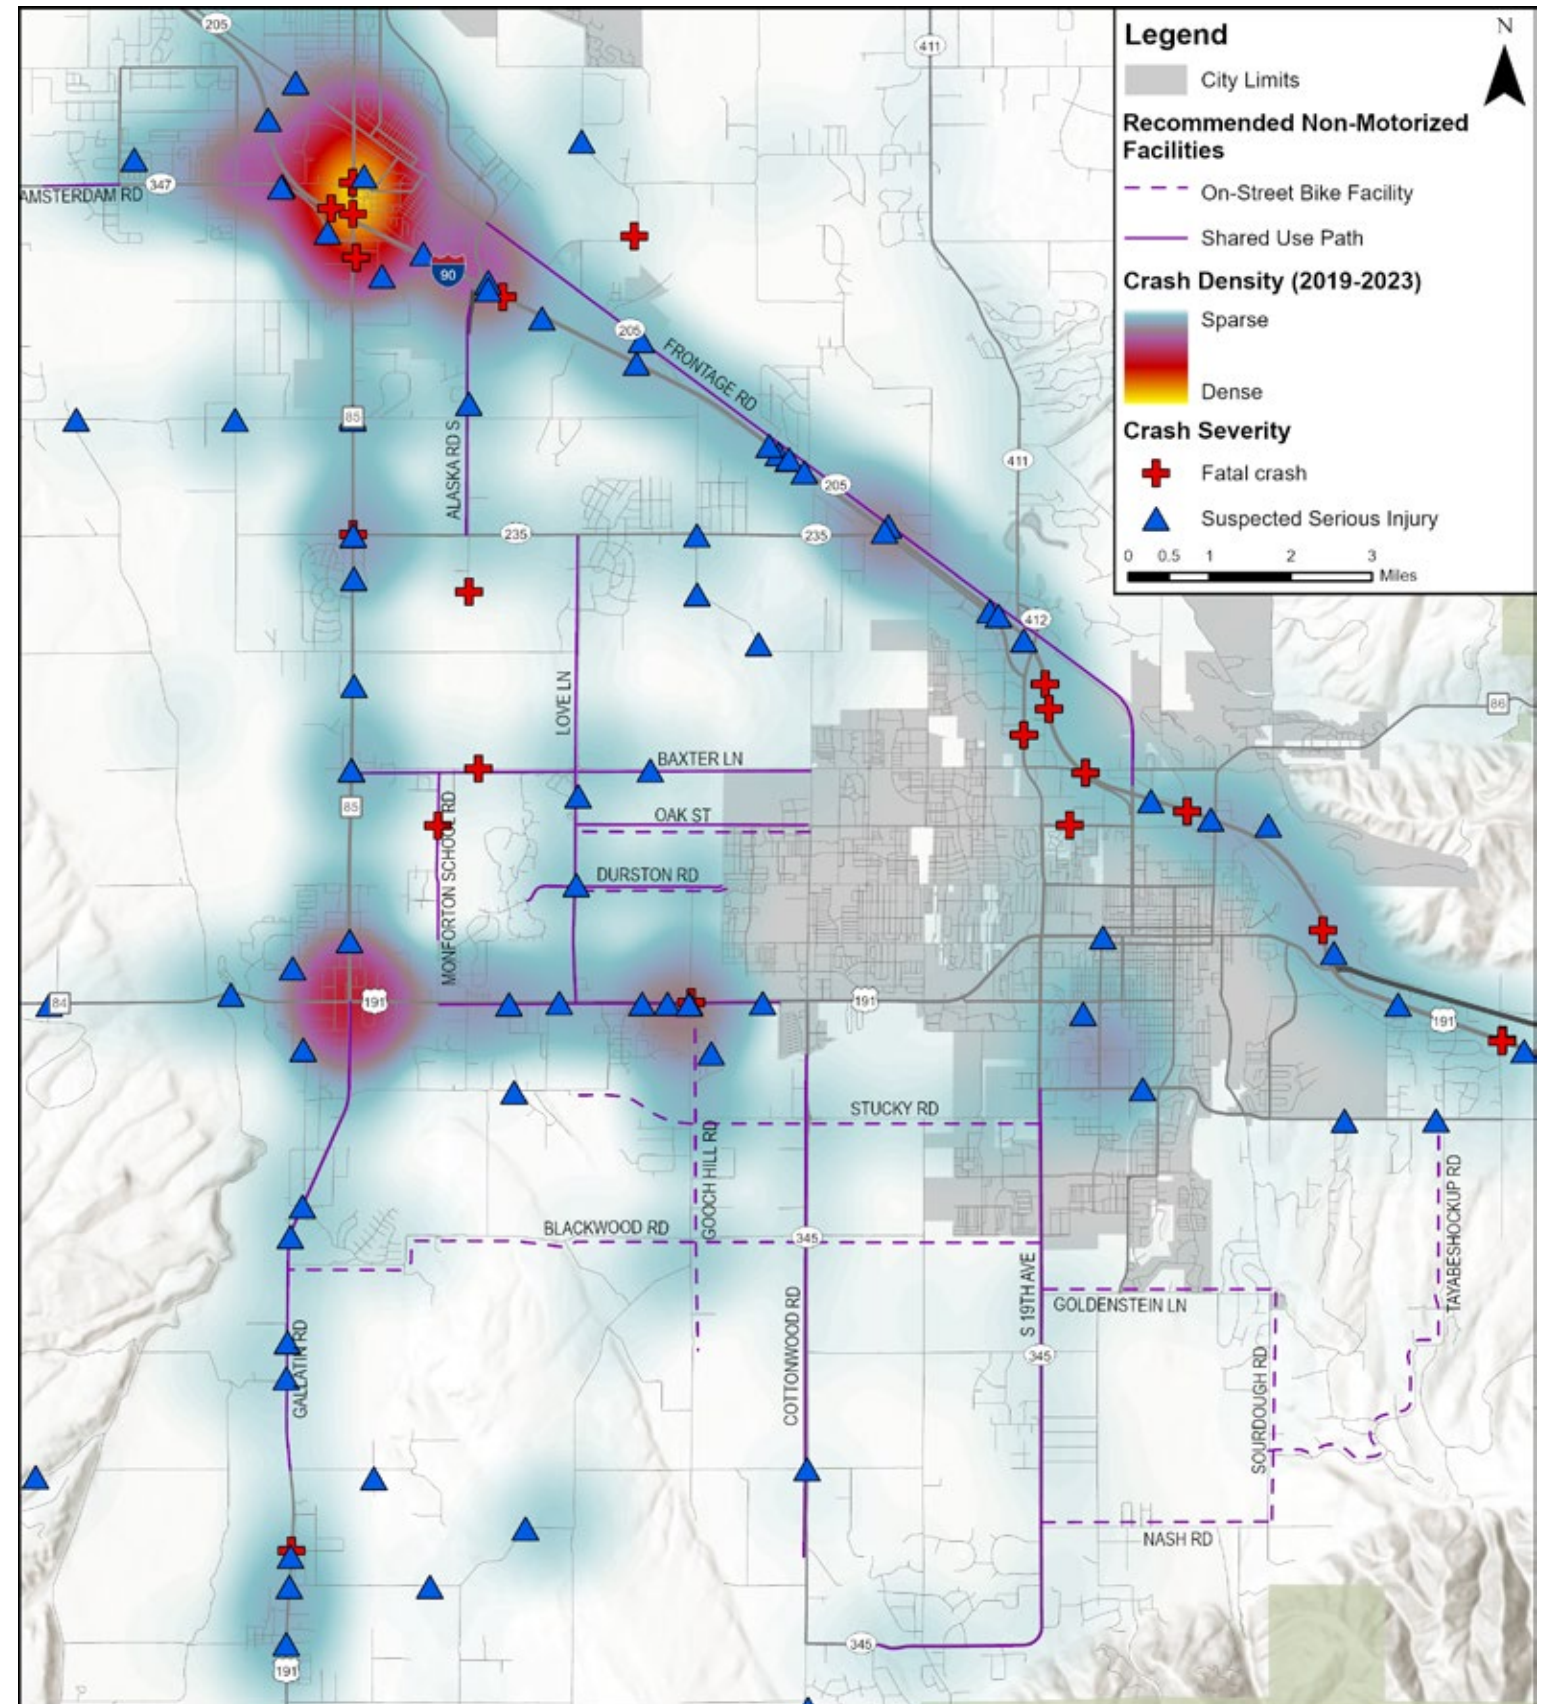 205
411
Legend
N
City Limits
Recommended Non-Motorized
Facilities
On-Street Bike Facility
Shared Use Path
Crash Density (2019-2023)
Sparse
Dense
Crash Severity
Fatal crash
Suspected Serious Injury
0 0.5 1 2 3
Miles
347
AMSTERDAM RD
90
205
FRONTAGE RD
85
ALASKA RD S
411
205
235
235
412
LOVE LN
86
BAXTER LN
85
MONFORTON SCHOOL RD
OAK ST
DURSTON RD
84
191
191
191
STUCKY RD
GOOCH HILL RD
BLACKWOOD RD
345
TAYABESHOCKUP RD
S 19TH AVE
GOLDENSTEIN LN
COTTONWOOD RD
GALLATIN RD
345
SOURDOUGH RD
NASH RD
345
191